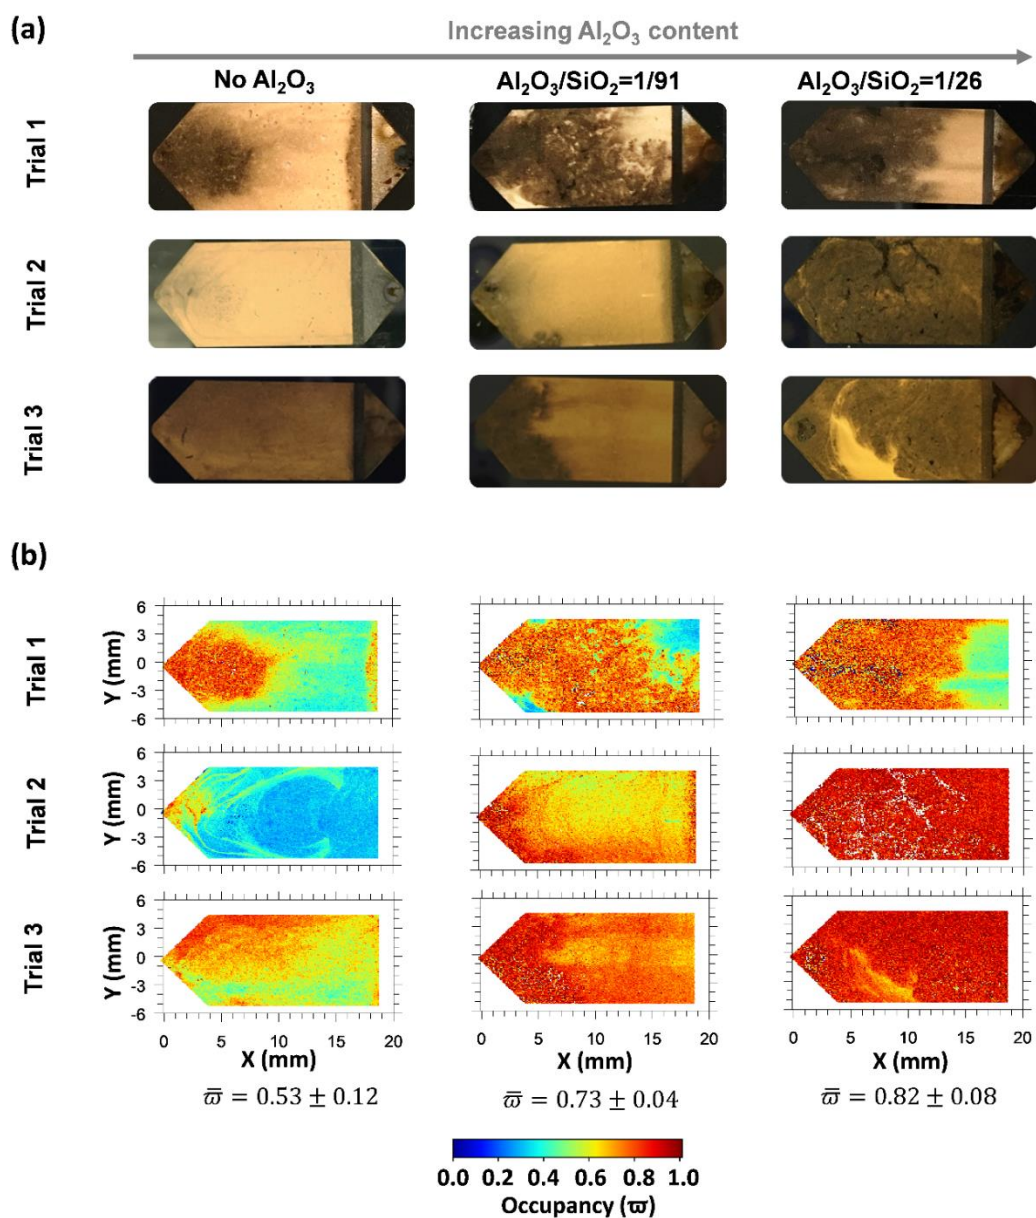 (a)
Increasing Al₂O₃ content
No Al₂O₃ Al₂O₃/SiO₂=1/91 Al₂O₃/SiO₂=1/26
Trial 1
Trial 2
Trial 3
(b)
Trial 1
Y (mm)
6
3
0
-3
-6
Trial 2
Y (mm)
6
3
0
-3
-6
Trial 3
Y (mm)
6
3
0
-3
-6
0 5 10 15 20 0 5 10 15 20 0 5 10 15 20
X (mm) X (mm) X (mm)
ϖ̅ = 0.53 ± 0.12 ϖ̅ = 0.73 ± 0.04 ϖ̅ = 0.82 ± 0.08
0.0 0.2 0.4 0.6 0.8 1.0
Occupancy (ϖ)